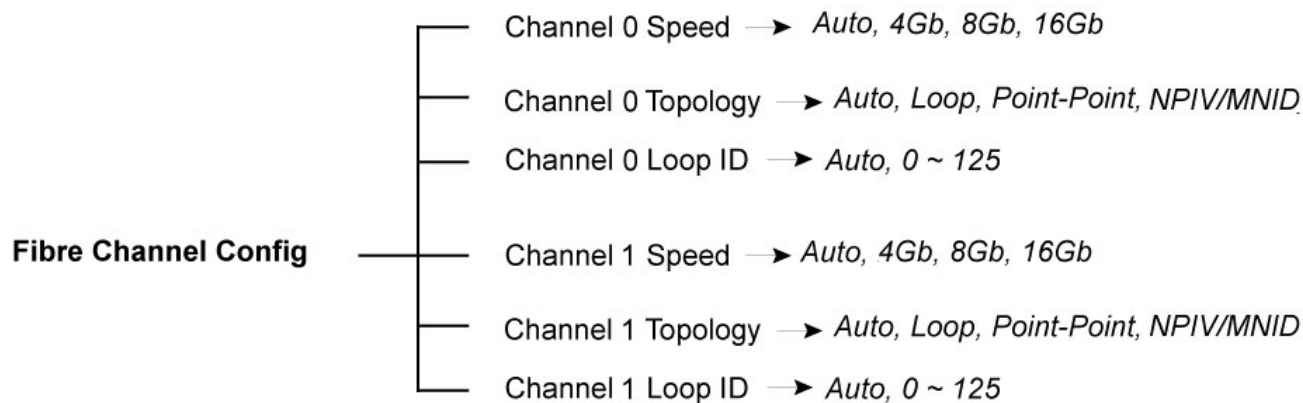 Channel 0 Speed Auto, 4Gb, 8Gb, 16Gb
Channel 0 Topology Auto, Loop, Point-Point, NPIV/MNID
Channel 0 Loop ID Auto, 0 ~ 125
Fibre Channel Config Channel 1 Speed Auto, 4Gb, 8Gb, 16Gb
Channel 1 Topology Auto, Loop, Point-Point, NPIV/MNID
Channel 1 Loop ID Auto, 0 ~ 125